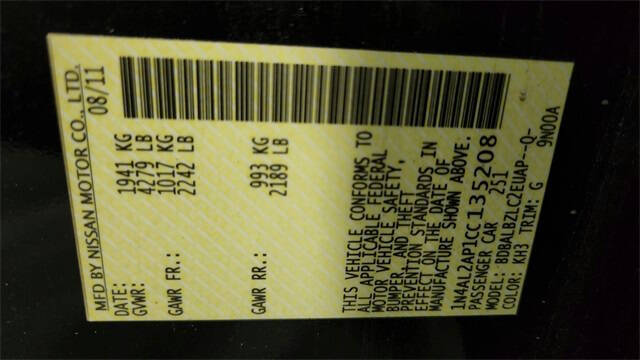 MFD BY NISSAN MOTOR CO., LTD.
DATE: 08/11
GVWR: 1941 KG
4279 LB
GAWR FR.: 1017 KG
2242 LB
GAWR RR.: 993 KG
2189 LB
THIS VEHICLE CONFORMS TO
ALL APPLICABLE FEDERAL
MOTOR VEHICLE SAFETY,
BUMPER, AND THEFT
PREVENTION STANDARDS IN
EFFECT ON THE DATE OF
MANUFACTURE SHOWN ABOVE.
1N4AL2AP1CC135208
PASSENGER CAR 251
MODEL: BDBALBZLC2EUAP--0-
COLOR: KH3 TRIM: G 9N00A